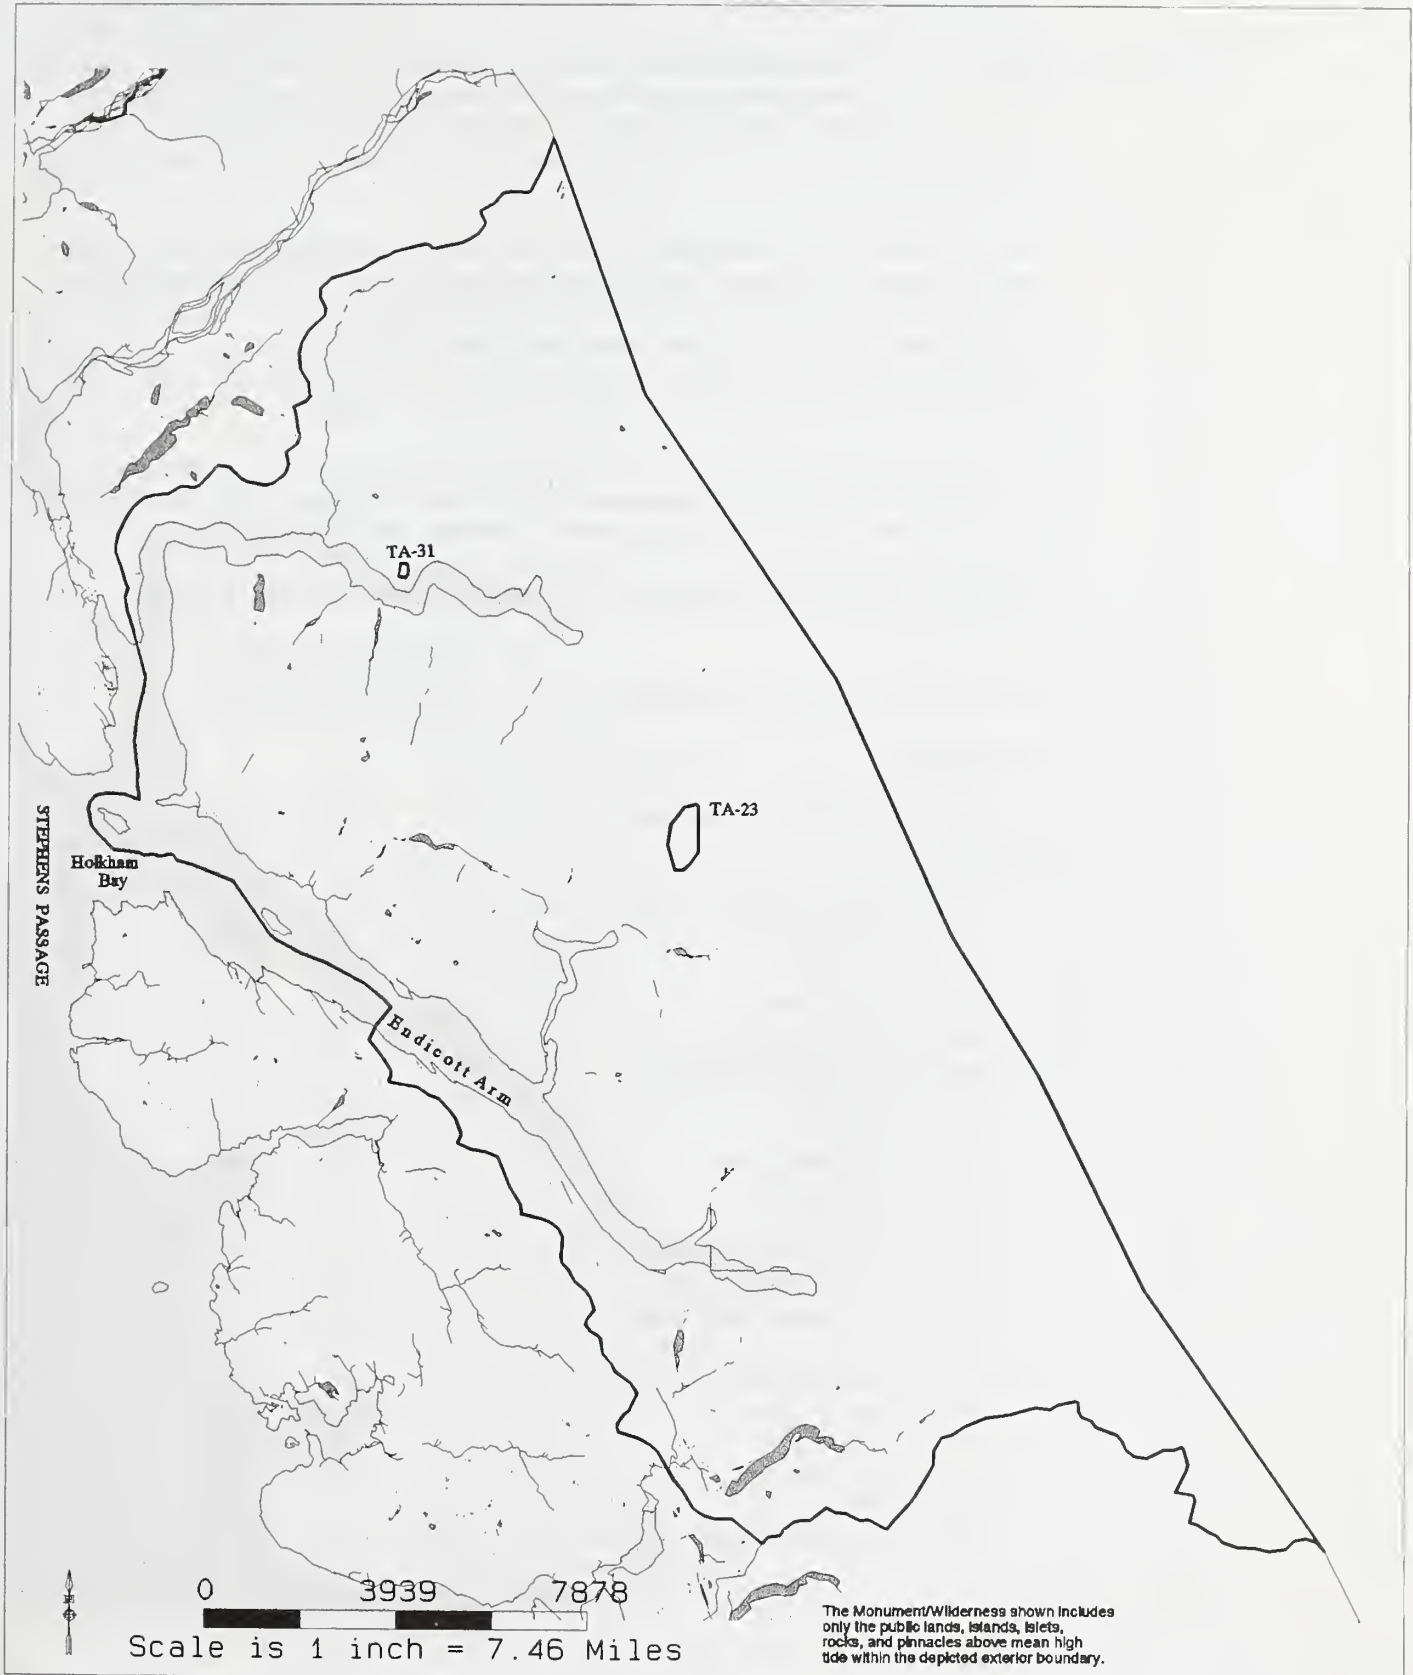 TA-31
TA-23
STEPHENS PASSAGE
Holkham
Bay
Endicott Arm
0 3939 7878
Scale is 1 inch = 7.46 Miles
The Monument/Wilderness shown includes
only the public lands, islands, islets,
rocks, and pinnacles above mean high
tide within the depicted exterior boundary.